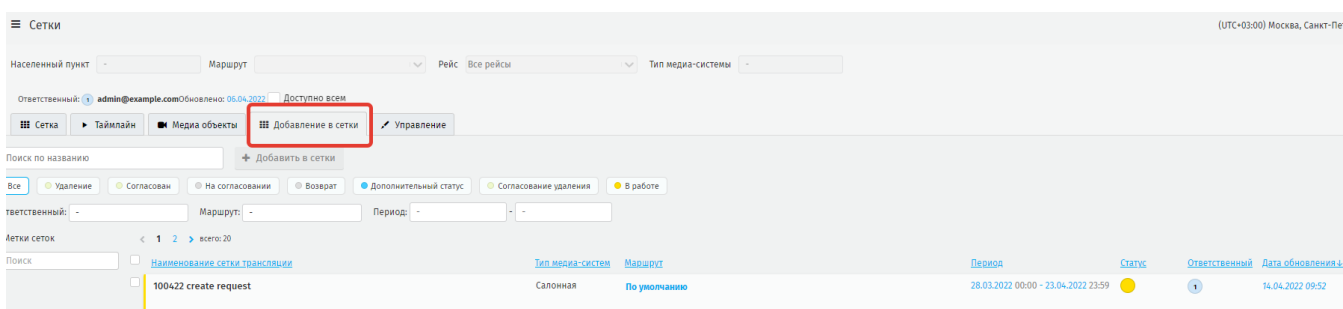 Сетки
(UTC+03:00) Москва, Санкт-Пе
Населенный пункт - Маршрут Рейс Все рейсы Тип медиа-системы -
Ответственный: 1 admin@example.comОбновлено: 06.04.2022 Доступно всем
Сетка Таймлайн Медиа объекты Добавление в сетки Управление
Поиск по названию + Добавить в сетки
Все Удаление Согласован На согласовании Возврат Дополнительный статус Согласование удаления В работе
тветственный: - Маршрут: - Период: - - -
Метки сеток < 1 2 > всего: 20
Поиск Наименование сетки трансляции Тип медиа-систем Маршрут Период Статус Ответственный Дата обновления↓
100422 create request Салонная По умолчанию 28.03.2022 00:00 - 23.04.2022 23:59 1 14.04.2022 09:52